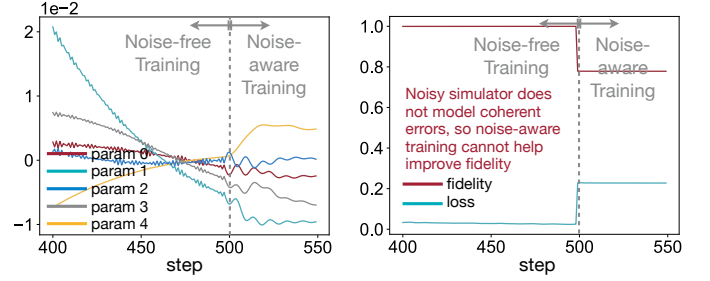 1e−2
Noise-free
Training
Noise-
aware
Training
2
1
0
−1
param 0
param 1
param 2
param 3
param 4
400
450
500
550
step
1.0
0.8
0.6
0.4
0.2
0.0
Noise-free
Training
Noise-
aware
Training
Noisy simulator does
not model coherent
errors, so noise-aware
training cannot help
improve fidelity
fidelity
loss
400
450
500
550
step